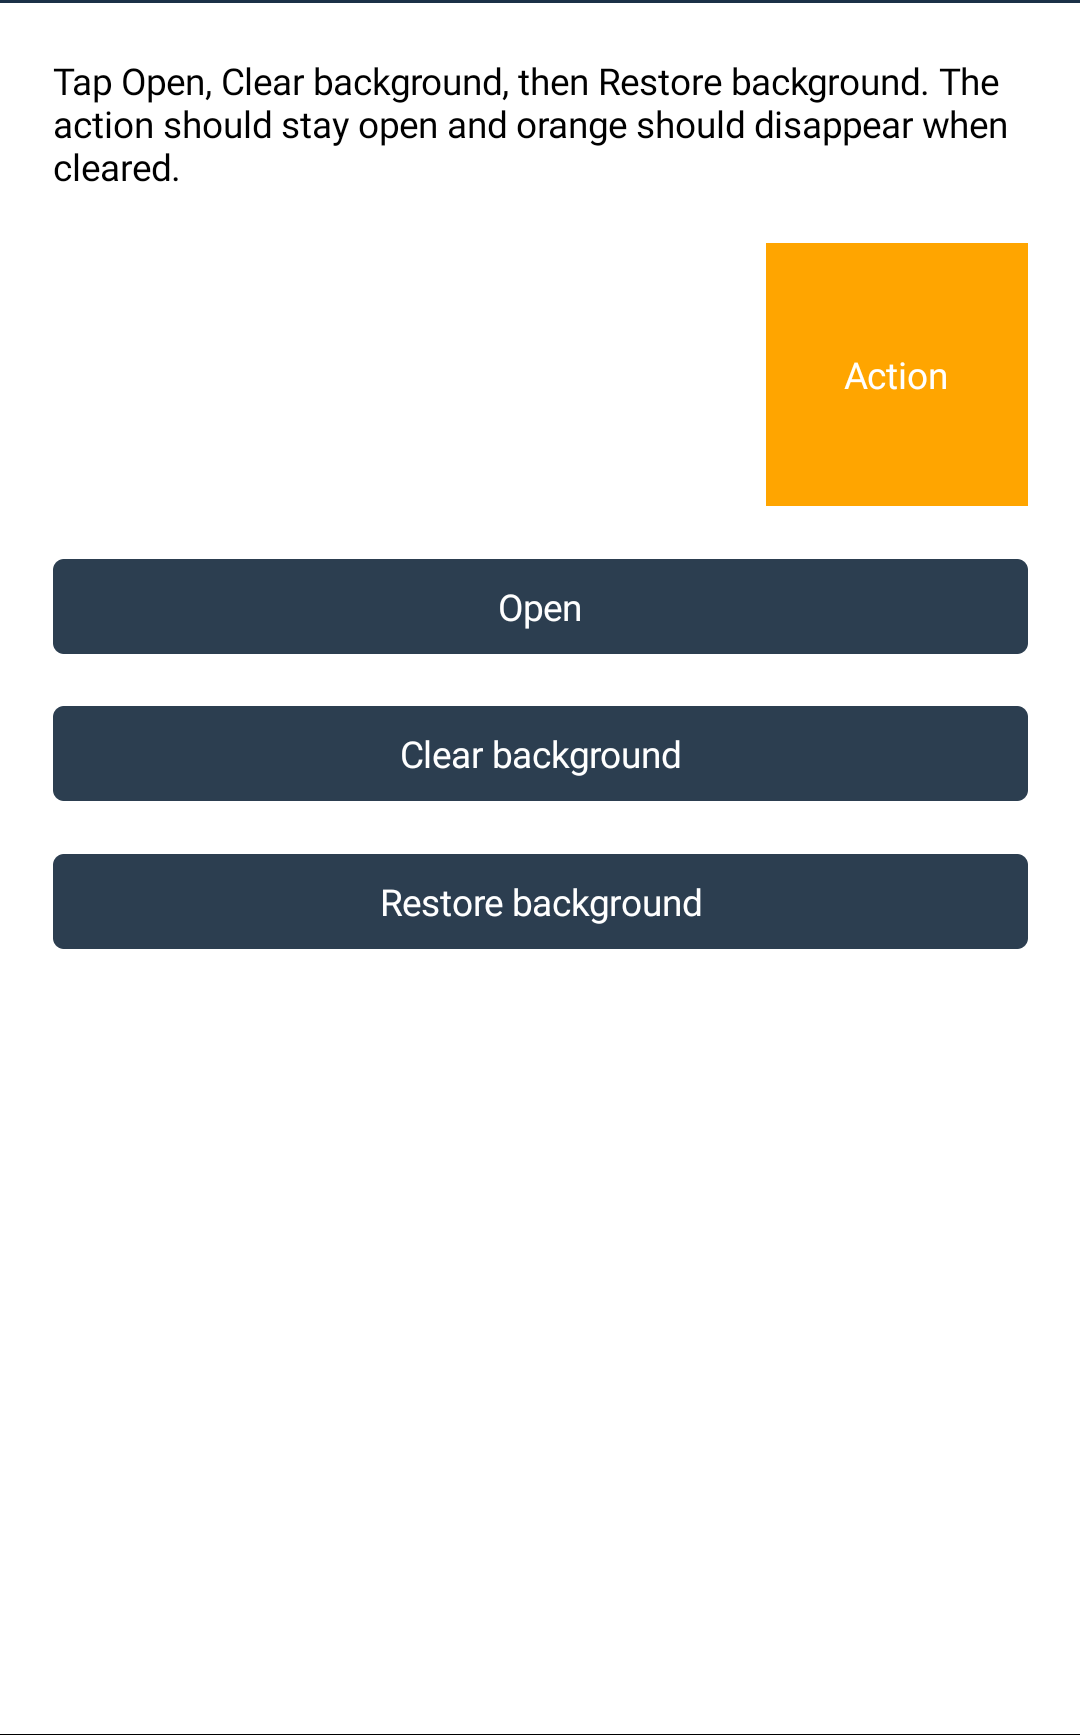 Tap Open, Clear background, then Restore background. The
action should stay open and orange should disappear when
cleared.
Action
Open
Clear background
Restore background